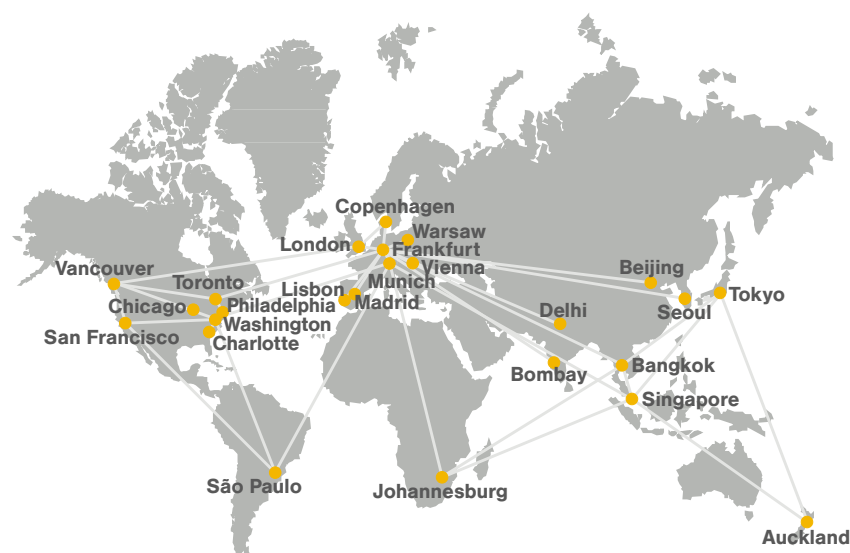 Copenhagen
Warsaw
London
Frankfurt
Vienna
Vancouver
Beijing
Munich
Toronto
Lisbon
Tokyo
Chicago
Philadelphia
Madrid
Delhi
Seoul
Washington
San Francisco
Charlotte
Bangkok
Bombay
Singapore
São Paulo
Johannesburg
Auckland